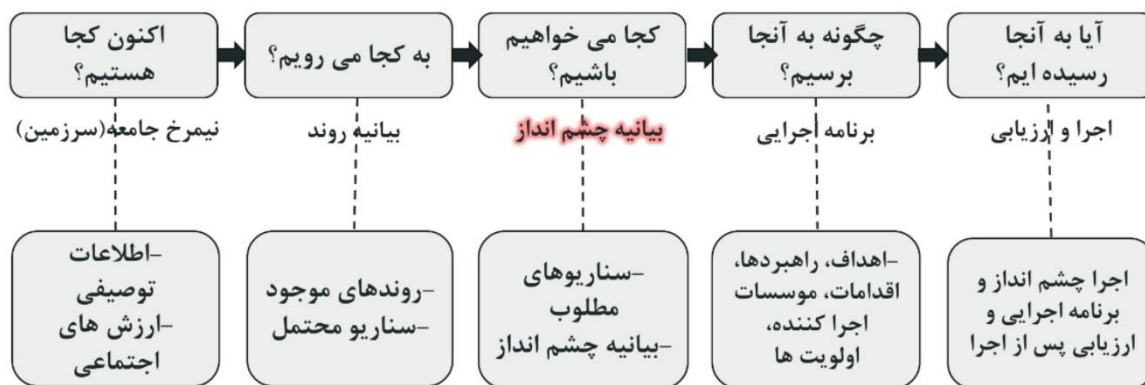 اکنون کجا
هستیم؟
به کجا می رویم؟
کجا می خواهیم
باشیم؟
چگونه به آنجا
برسیم؟
آیا به آنجا
رسیده ایم؟
نیمرخ جامعه(سرزمین)
بیانیه روند
بیانیه چشم انداز
برنامه اجرایی
اجرا و ارزیابی
-اطلاعات
توصیفی
-ارزش های
اجتماعی
-روندهای موجود
-سناریو محتمل
-سناریوهای
مطلوب
-بیانیه چشم انداز
-اهداف، راهبردها،
اقدامات، موسسات
اجرا کننده،
اولویت ها
اجرا چشم انداز و
برنامه اجرایی و
ارزیابی پس از اجرا